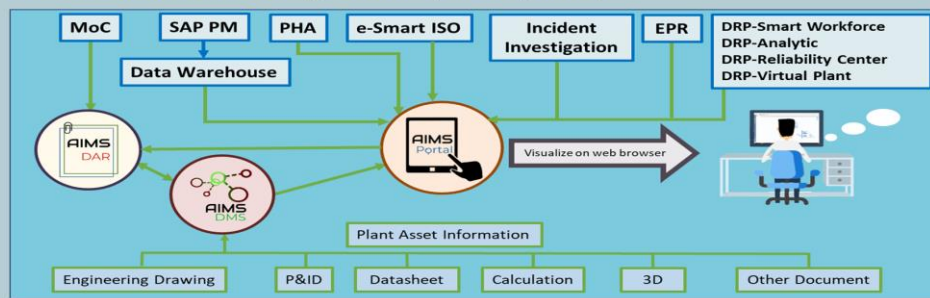 MoC
SAP PM
PHA
e-Smart ISO
Incident
Investigation
EPR
DRP-Smart Workforce
DRP-Analytic
DRP-Reliability Center
DRP-Virtual Plant
Data Warehouse
AIMS
DAR
AIMS
Portal
Visualize on web browser
AIMS
DMS
Plant Asset Information
Engineering Drawing
P&ID
Datasheet
Calculation
3D
Other Document